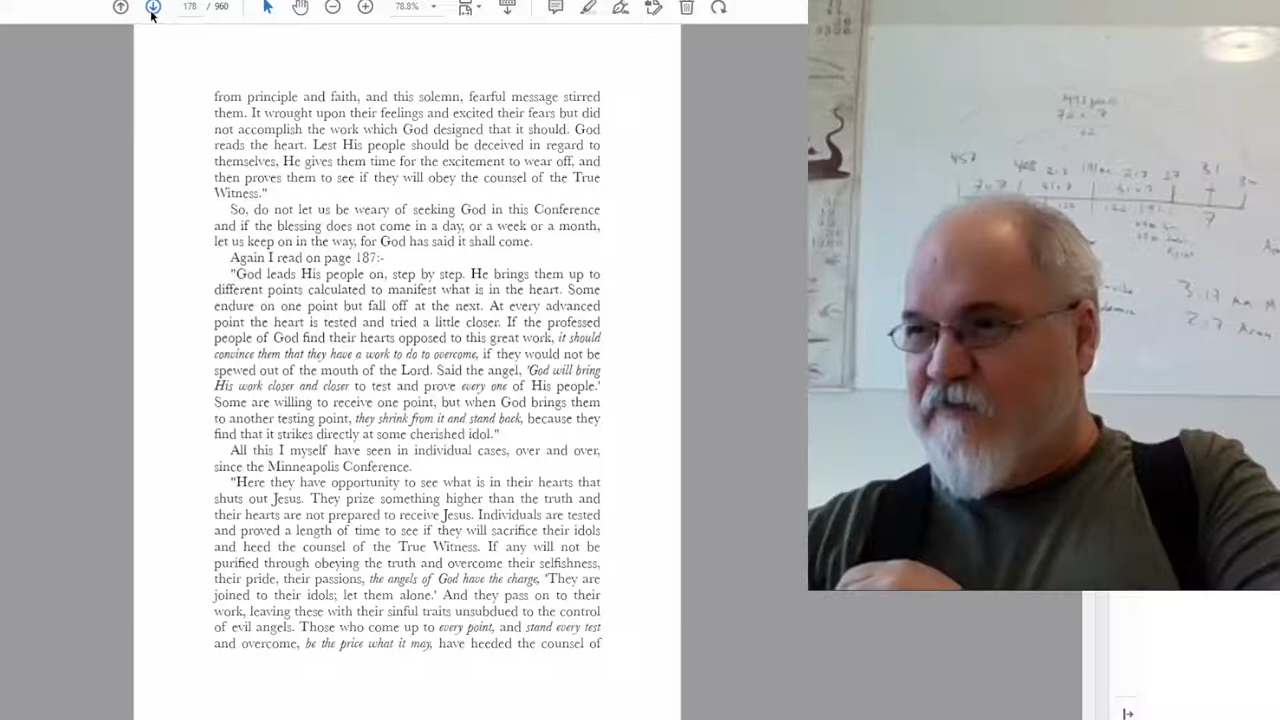 178 / 960
78.8%
from principle and faith, and this solemn, fearful message stirred
them. It wrought upon their feelings and excited their fears but did
not accomplish the work which God designed that it should. God
reads the heart. Lest His people should be deceived in regard to
themselves, He gives them time for the excitement to wear off, and
then proves them to see if they will obey the counsel of the True
Witness."
So, do not let us be weary of seeking God in this Conference
and if the blessing does not come in a day, or a week or a month,
let us keep on in the way, for God has said it shall come.
Again I read on page 187:-
"God leads His people on, step by step. He brings them up to
different points calculated to manifest what is in the heart. Some
endure on one point but fall off at the next. At every advanced
point the heart is tested and tried a little closer. If the professed
people of God find their hearts opposed to this great work, it should
convince them that they have a work to do to overcome, if they would not be
spewed out of the mouth of the Lord. Said the angel, 'God will bring
His work closer and closer to test and prove every one of His people.'
Some are willing to receive one point, but when God brings them
to another testing point, they shrink from it and stand back, because they
find that it strikes directly at some cherished idol."
All this I myself have seen in individual cases, over and over,
since the Minneapolis Conference.
"Here they have opportunity to see what is in their hearts that
shuts out Jesus. They prize something higher than the truth and
their hearts are not prepared to receive Jesus. Individuals are tested
and proved a length of time to see if they will sacrifice their idols
and heed the counsel of the True Witness. If any will not be
purified through obeying the truth and overcome their selfishness,
their pride, their passions, the angels of God have the charge, 'They are
joined to their idols; let them alone.' And they pass on to their
work, leaving these with their sinful traits unsubdued to the control
of evil angels. Those who come up to every point, and stand every test
and overcome, be the price what it may, have heeded the counsel of
457
27
31
7
3:17
2:7